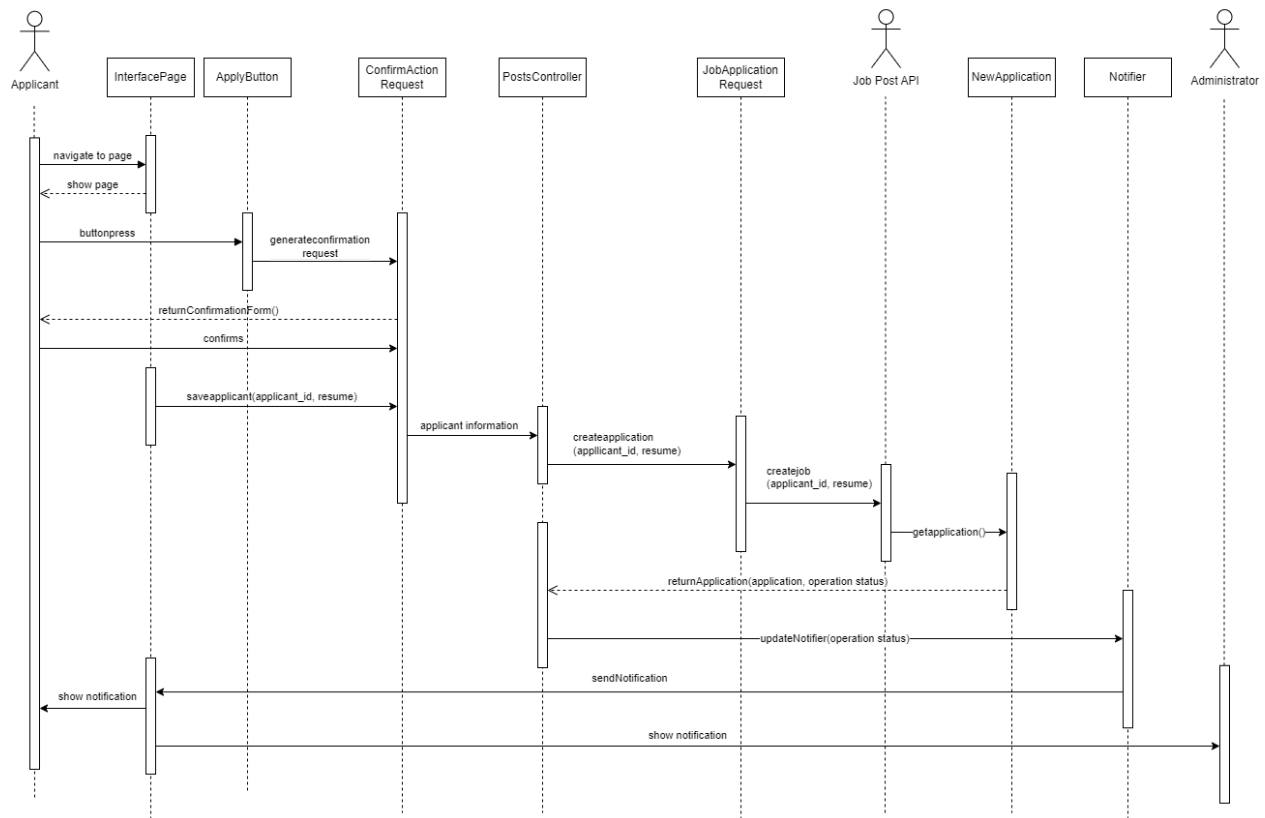 Applicant
InterfacePage
ApplyButton
ConfirmAction
Request
PostsController
JobApplication
Request
Job Post API
NewApplication
Notifier
Administrator
navigate to page
show page
buttonpress
generateconfirmation
request
returnConfirmationForm()
confirms
saveapplicant(applicant_id, resume)
applicant information
createapplication
(appllicant_id, resume)
createjob
(applicant_id, resume)
getapplication()
returnApplication(application, operation status)
updateNotifier(operation status)
sendNotification
show notification
show notification